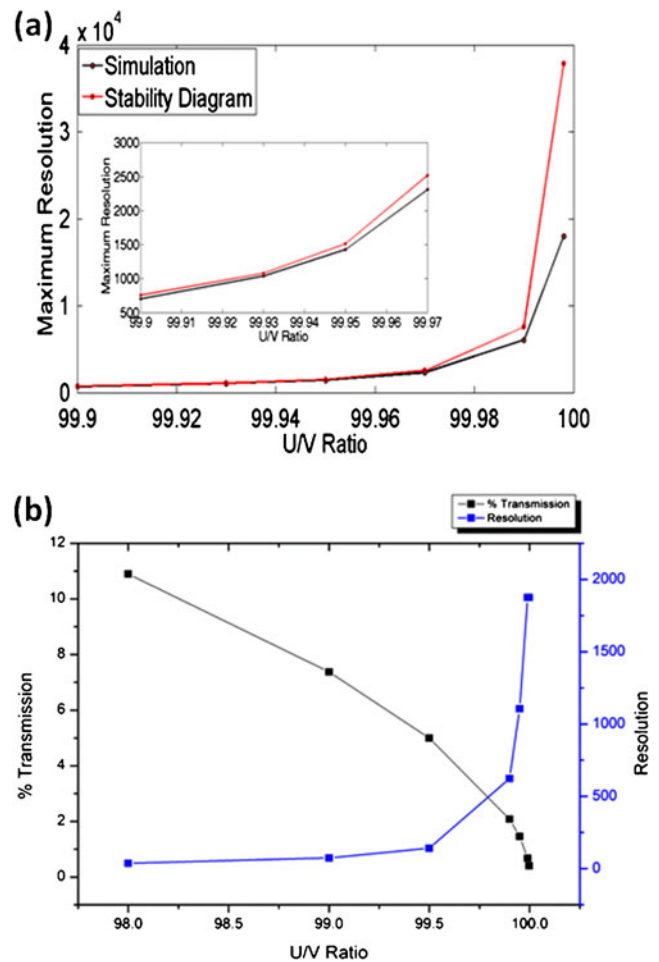 (a)
4 x 10^4
Simulation
Stability Diagram
Maximum Resolution
3
2
1
0
99.9 99.92 99.94 99.96 99.98 100
U/V Ratio
3000
2500
2000
1500
1000
500
Maximum Resolution
99.9 99.91 99.92 99.93 99.94 99.95 99.96 99.97
U/V Ratio
(b)
% Transmission
Resolution
12
10
8
6
4
2
0
% Transmission
2000
1500
1000
500
0
Resolution
98.0 98.5 99.0 99.5 100.0
U/V Ratio